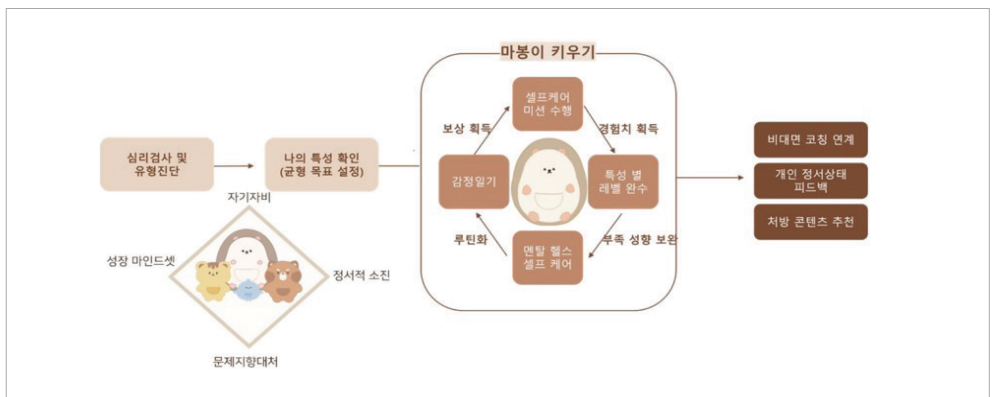 마봉이 키우기
심리검사 및
유형진단
나의 특성 확인
(균형 목표 설정)
자기자비
성장 마인드셋
정서적 소진
문제지향대처
셀프케어
미션 수행
보상 획득
경험치 획득
감정일기
특성 별
레벨 완수
루틴화
부족 성향 보완
멘탈 헬스
셀프 케어
비대면 코칭 연계
개인 정서상태
피드백
처방 콘텐츠 추천